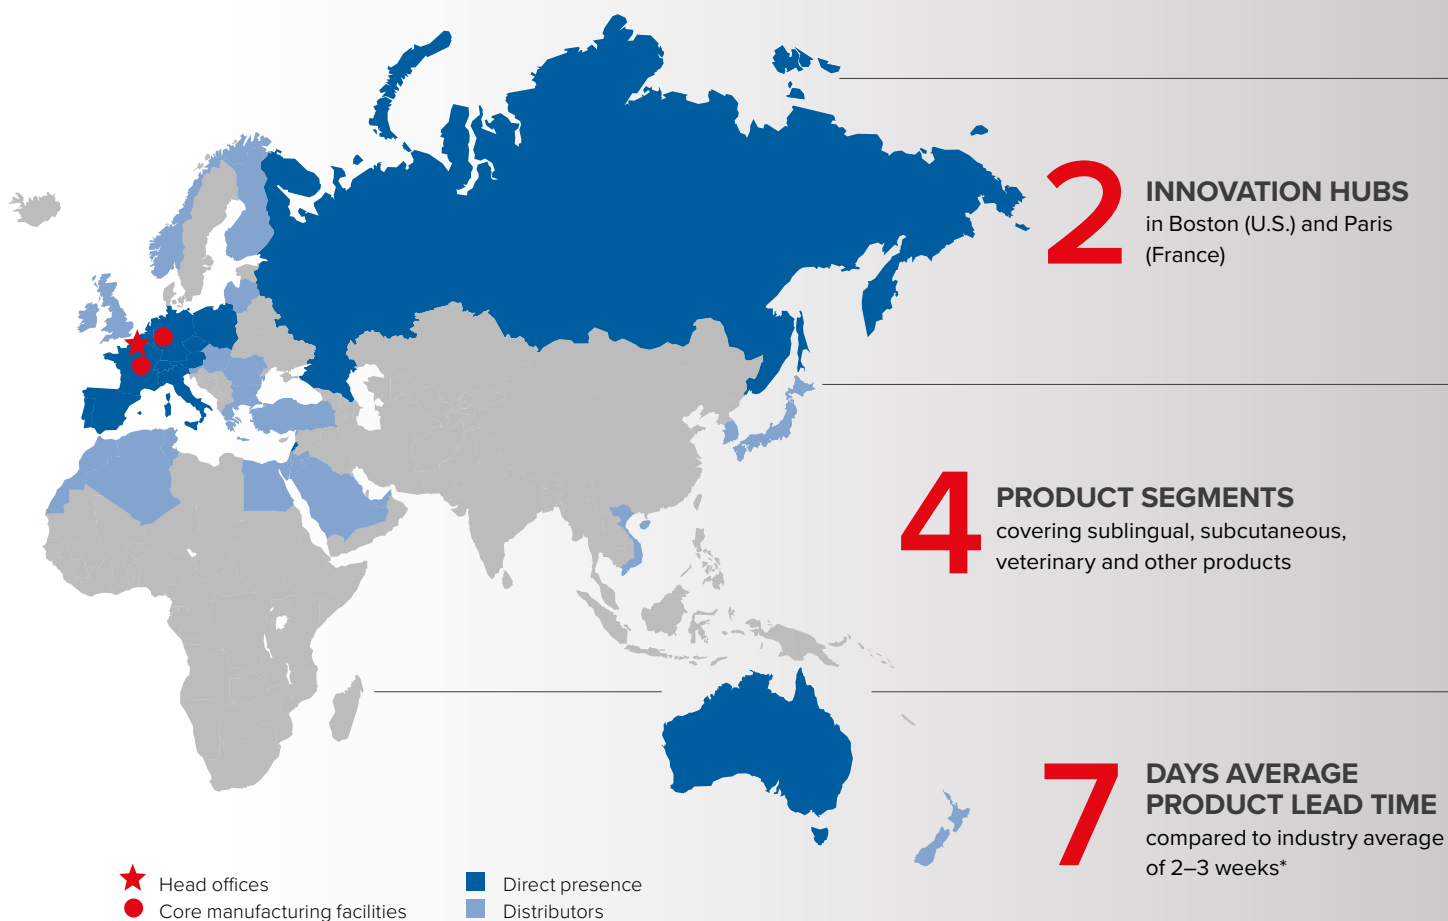 2
INNOVATION HUBS
in Boston (U.S.) and Paris
(France)
4
PRODUCT SEGMENTS
covering sublingual, subcutaneous,
veterinary and other products
7
DAYS AVERAGE
PRODUCT LEAD TIME
compared to industry average
of 2–3 weeks*
Head offices
Core manufacturing facilities
Direct presence
Distributors